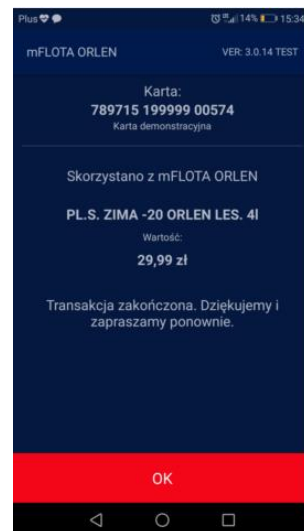 Plus 14% 15:34
mFLOTA ORLEN VER: 3.0.14 TEST
Karta:
789715 199999 00574
Karta demonstracyjna
Skorzystano z mFLOTA ORLEN
PL.S. ZIMA -20 ORLEN LES. 4l
Wartość:
29,99 zł
Transakcja zakończona. Dziękujemy i
zapraszamy ponownie.
OK